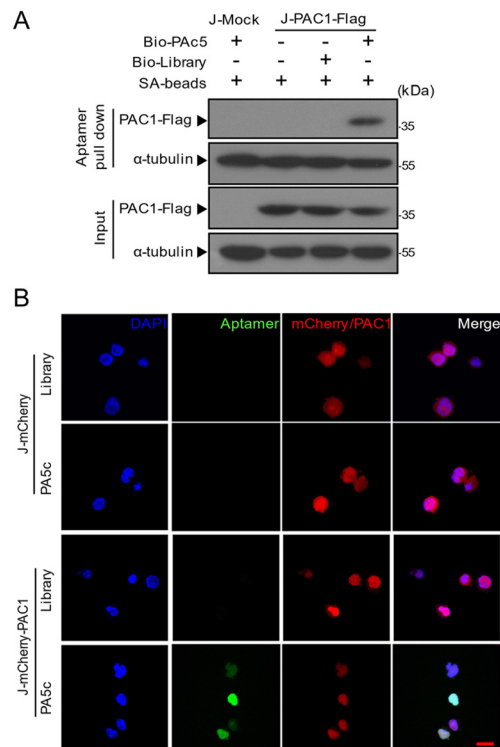 A
J-Mock J-PAC1-Flag
Bio-PAc5 + - - +
Bio-Library - - + -
SA-beads + + + +
(kDa)
Aptamer pull down
PAC1-Flag -35
α-tubulin -55
Input
PAC1-Flag -35
α-tubulin -55
B
DAPI Aptamer mCherry/PAC1 Merge
J-mCherry
Library
PA5c
J-mCherry-PAC1
Library
PA5c